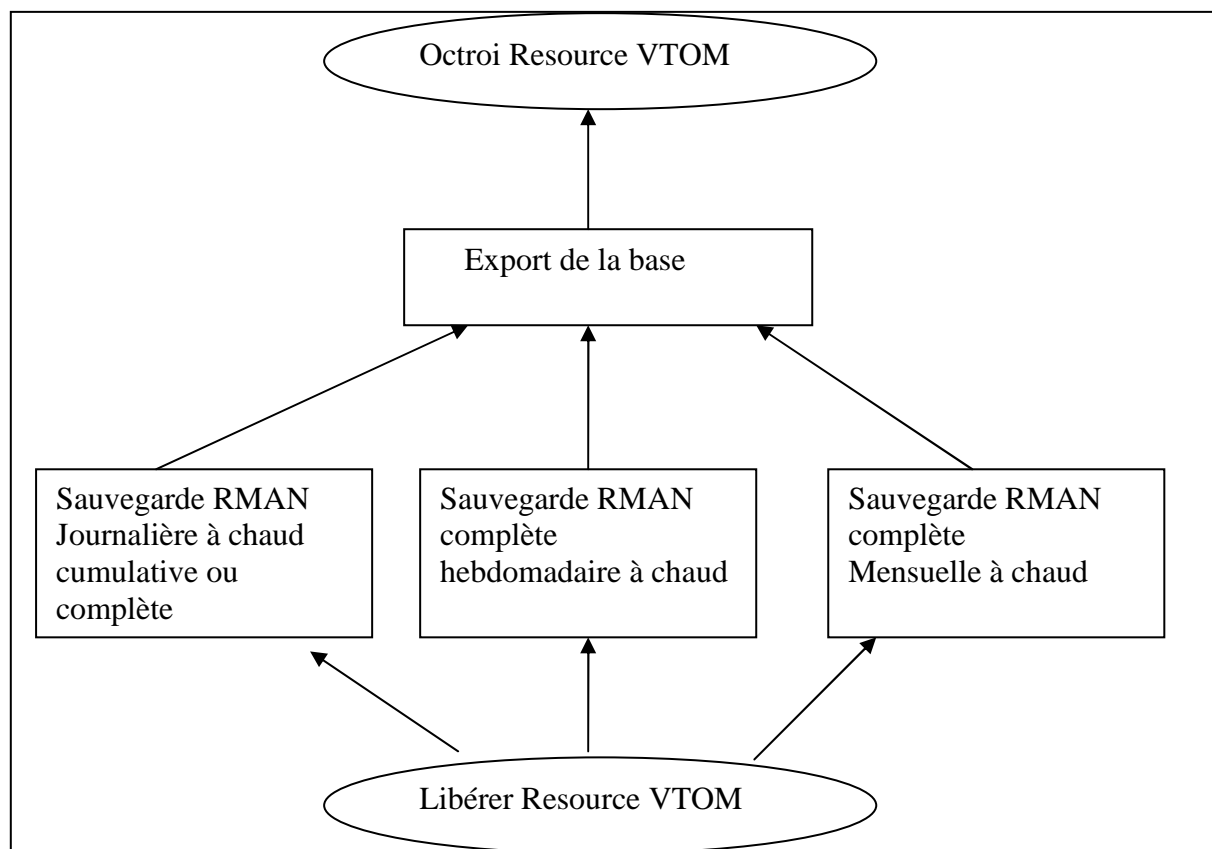 Octroi Resource VTOM
Export de la base
Sauvegarde RMAN
Journalière à chaud
cumulative ou
complète
Sauvegarde RMAN
complète
hebdomadaire à chaud
Sauvegarde RMAN
complète
Mensuelle à chaud
Libérer Resource VTOM